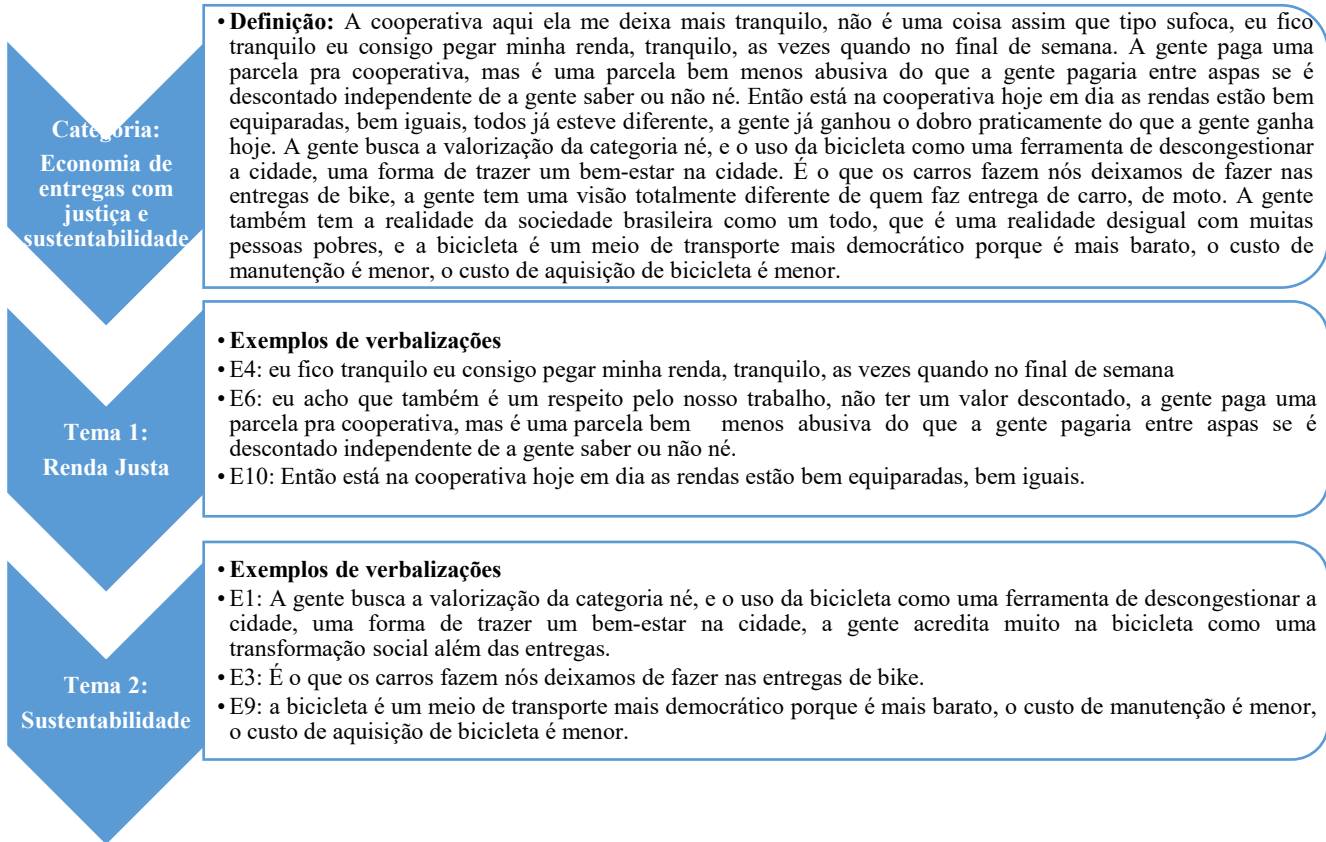 Categoria:
Economia de
entregas com
justiça e
sustentabilidade
• Definição: A cooperativa aqui ela me deixa mais tranquilo, não é uma coisa assim que tipo sufoca, eu fico
tranquilo eu consigo pegar minha renda, tranquilo, as vezes quando no final de semana. A gente paga uma
parcela pra cooperativa, mas é uma parcela bem menos abusiva do que a gente pagaria entre aspas se é
descontado independente de a gente saber ou não né. Então está na cooperativa hoje em dia as rendas estão bem
equiparadas, bem iguais, todos já esteve diferente, a gente já ganhou o dobro praticamente do que a gente ganha
hoje. A gente busca a valorização da categoria né, e o uso da bicicleta como uma ferramenta de descongestionar
a cidade, uma forma de trazer um bem-estar na cidade. É o que os carros fazem nós deixamos de fazer nas
entregas de bike, a gente tem uma visão totalmente diferente de quem faz entrega de carro, de moto. A gente
também tem a realidade da sociedade brasileira como um todo, que é uma realidade desigual com muitas
pessoas pobres, e a bicicleta é um meio de transporte mais democrático porque é mais barato, o custo de
manutenção é menor, o custo de aquisição de bicicleta é menor.
Tema 1:
Renda Justa
• Exemplos de verbalizações
• E4: eu fico tranquilo eu consigo pegar minha renda, tranquilo, as vezes quando no final de semana
• E6: eu acho que também é um respeito pelo nosso trabalho, não ter um valor descontado, a gente paga uma
parcela pra cooperativa, mas é uma parcela bem menos abusiva do que a gente pagaria entre aspas se é
descontado independente de a gente saber ou não né.
• E10: Então está na cooperativa hoje em dia as rendas estão bem equiparadas, bem iguais.
Tema 2:
Sustentabilidade
• Exemplos de verbalizações
• E1: A gente busca a valorização da categoria né, e o uso da bicicleta como uma ferramenta de descongestionar a
cidade, uma forma de trazer um bem-estar na cidade, a gente acredita muito na bicicleta como uma
transformação social além das entregas.
• E3: É o que os carros fazem nós deixamos de fazer nas entregas de bike.
• E9: a bicicleta é um meio de transporte mais democrático porque é mais barato, o custo de manutenção é menor,
o custo de aquisição de bicicleta é menor.